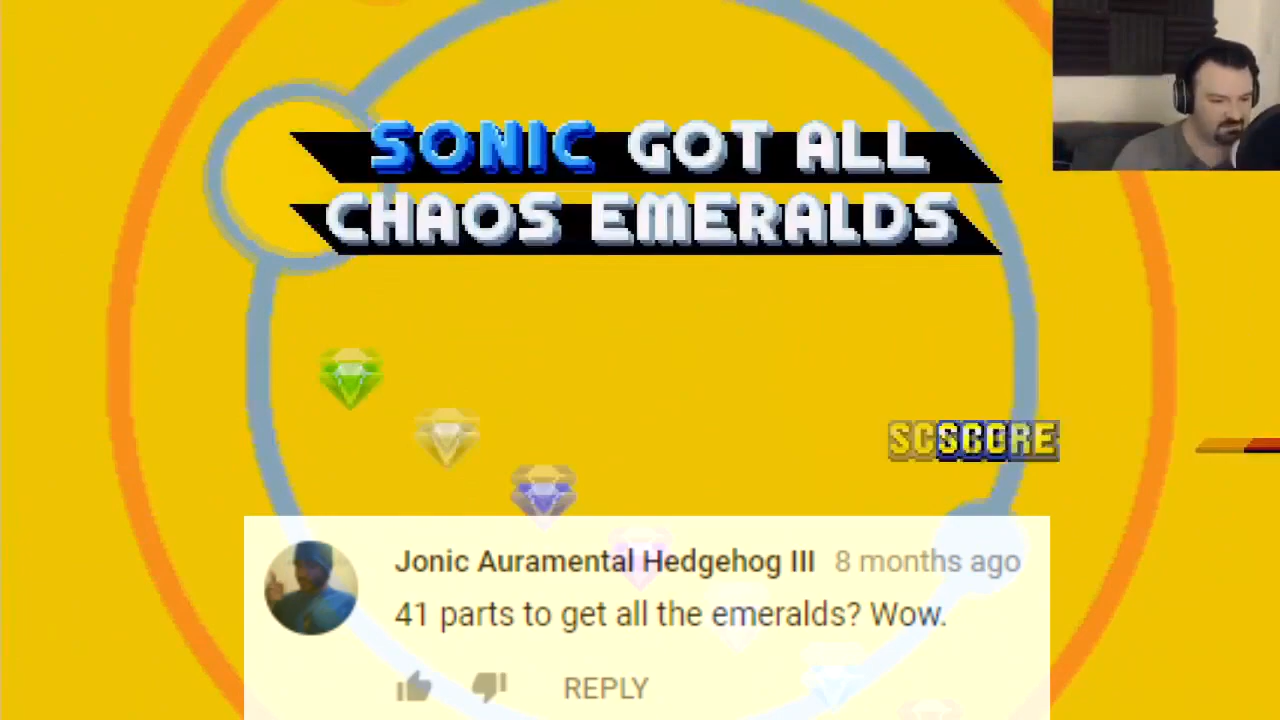 SONIC GOT ALL
CHAOS EMERALDS
SCSCORE
Jonic Auramental Hedgehog III 8 months ago
41 parts to get all the emeralds? Wow.
REPLY